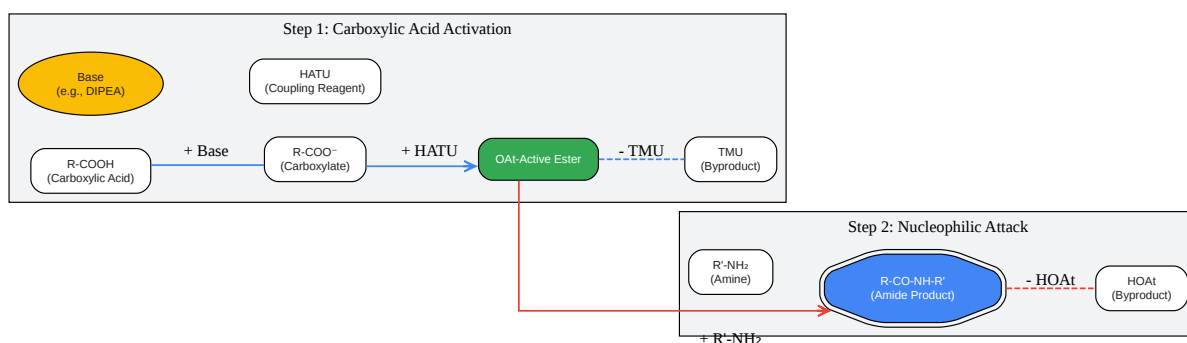 Step 1: Carboxylic Acid Activation
Base
(e.g., DIPEA)
HATU
(Coupling Reagent)
R-COOH
(Carboxylic Acid)
+ Base
R-COO⁻
(Carboxylate)
+ HATU
OAt-Active Ester
- TMU
TMU
(Byproduct)
Step 2: Nucleophilic Attack
R'-NH₂
(Amine)
R-CO-NH-R'
(Amide Product)
- HOAt
HOAt
(Byproduct)
+ R'-NH₂